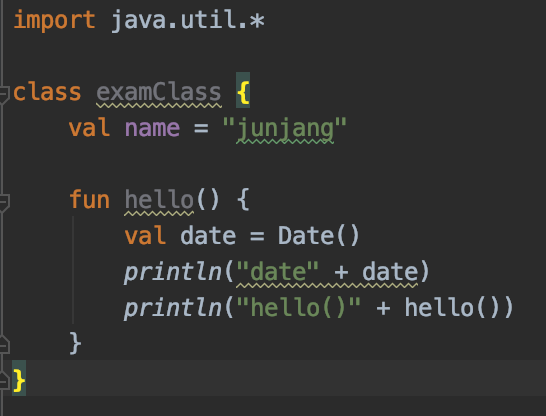 import java.util.*
class examClass {
val name = "junjang"
fun hello() {
val date = Date()
println("date" + date)
println("hello()" + hello())
}
}